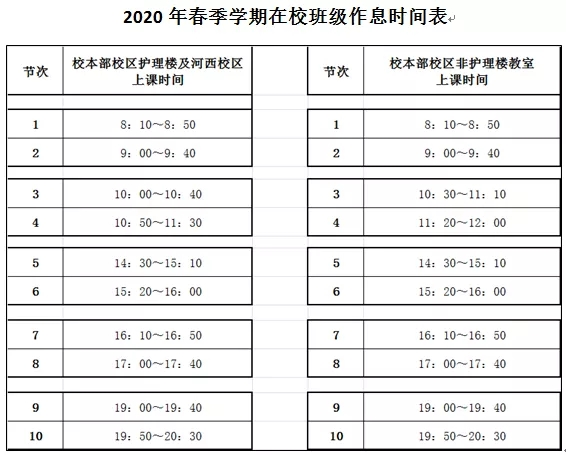 2020 年春季学期在校班级作息时间表
节次 校本部校区护理楼及河西校区上课时间 节次 校本部校区非护理楼教室上课时间
1 8：10～8：50 1 8：10～8：50
2 9：00～9：40 2 9：00～9：40
3 10：00～10：40 3 10：30～11：10
4 10：50～11：30 4 11：20～12：00
5 14：30～15：10 5 14：30～15：10
6 15：20～16：00 6 15：20～16：00
7 16：10～16：50 7 16：10～16：50
8 17：00～17：40 8 17：00～17：40
9 19：00～19：40 9 19：00～19：40
10 19：50～20：30 10 19：50～20：30